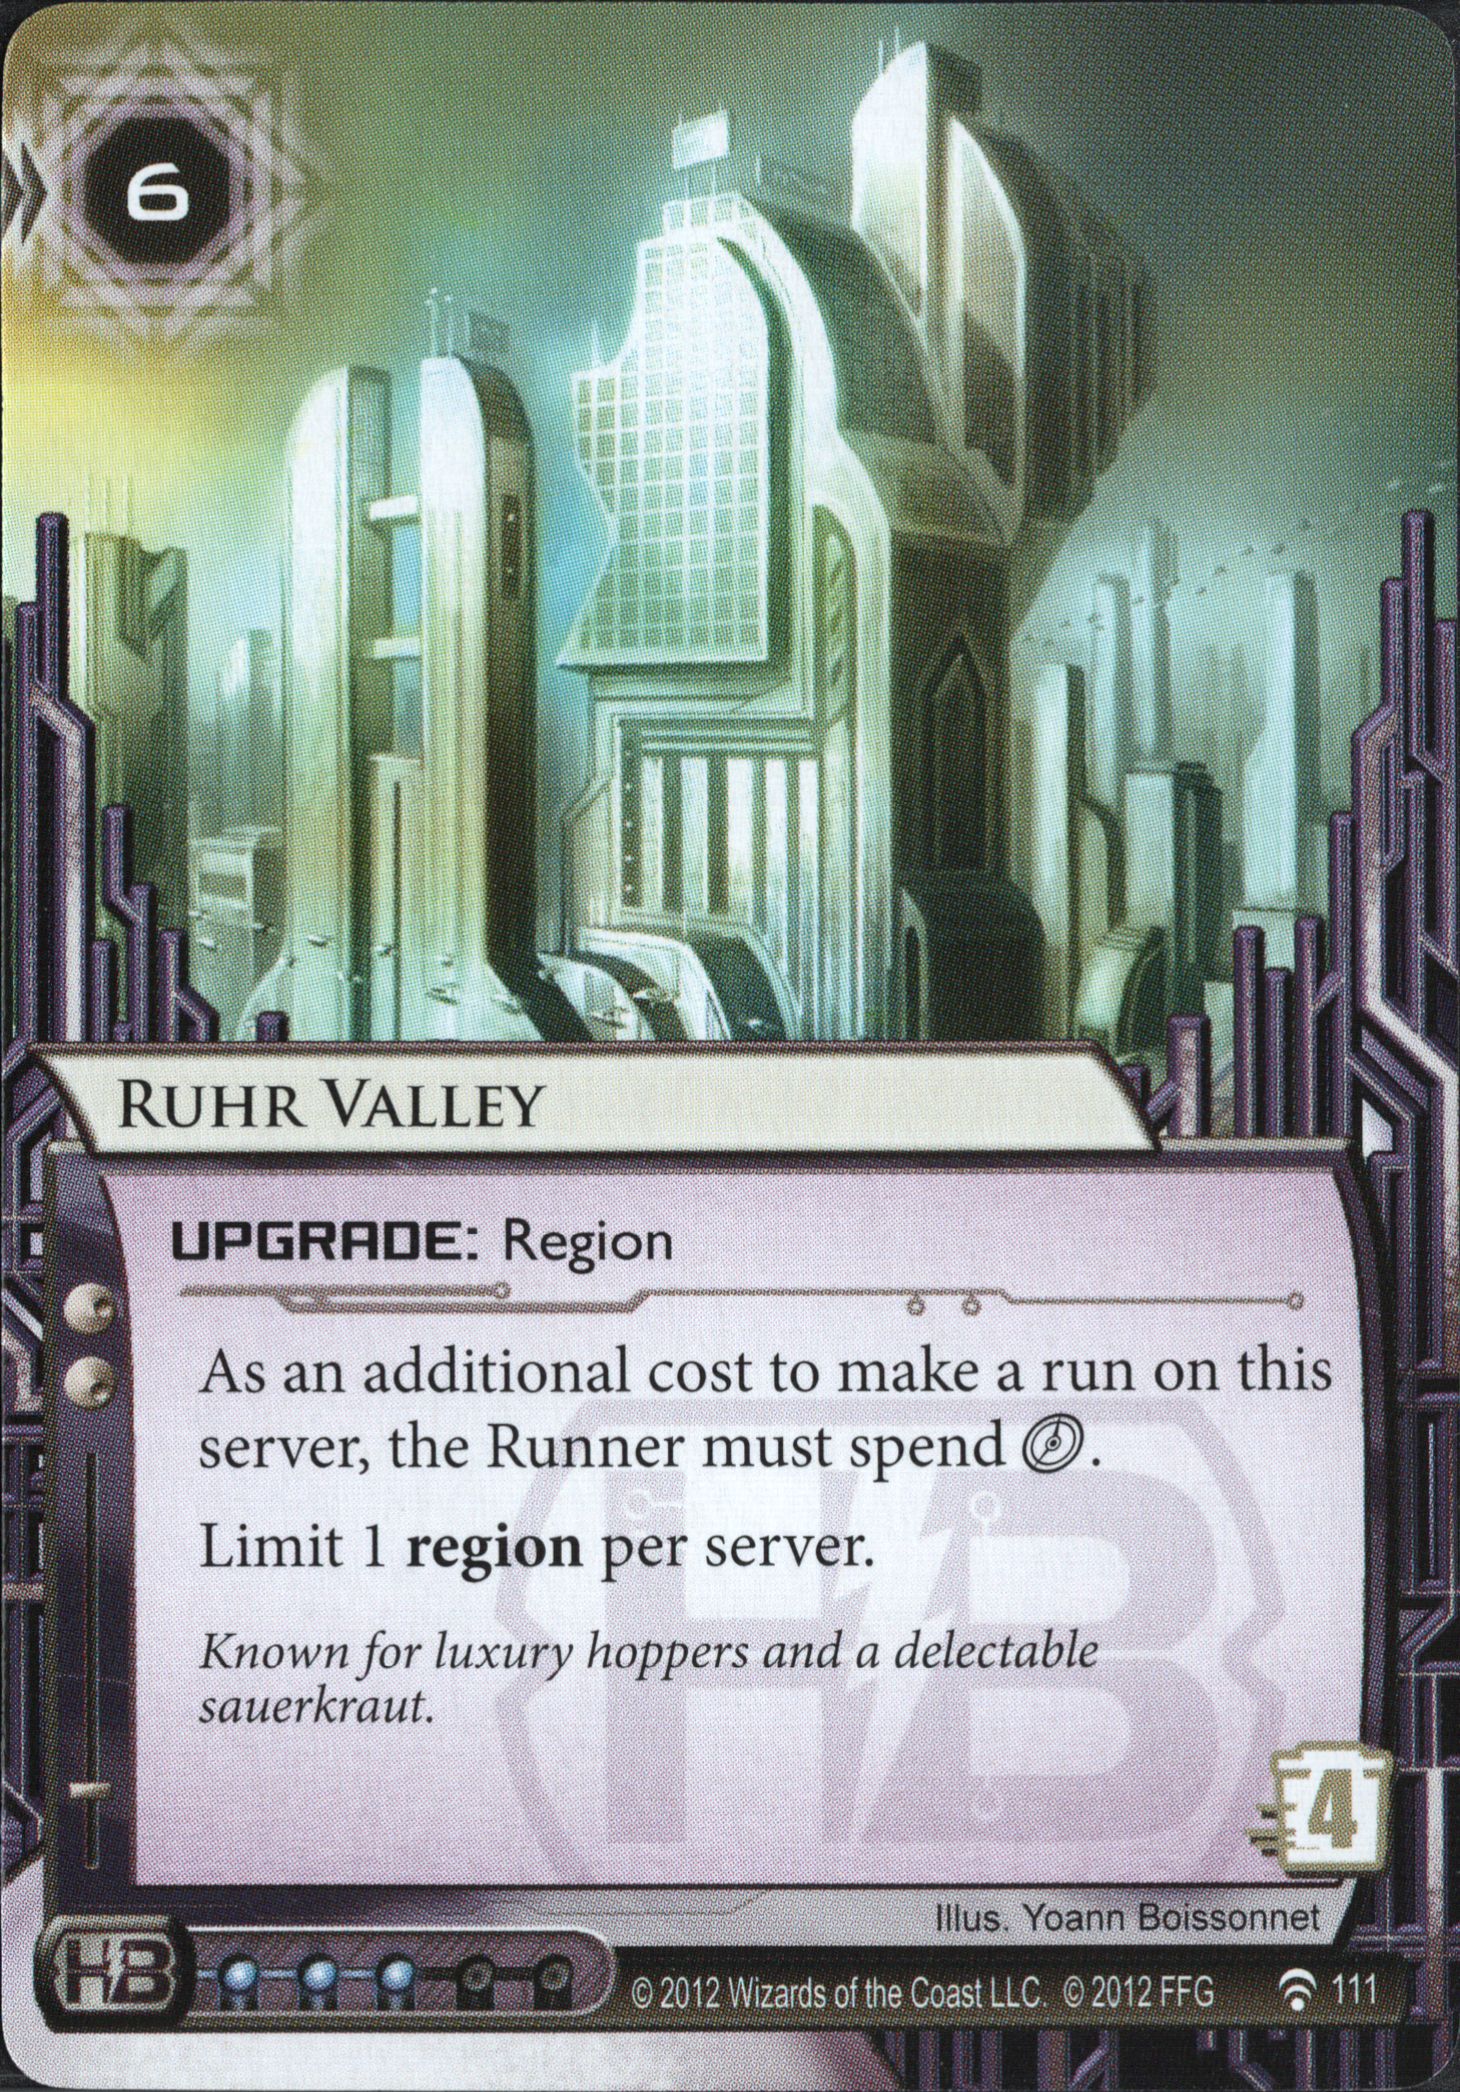 6
RUHR VALLEY
UPGRADE: Region
As an additional cost to make a run on this
server, the Runner must spend .
Limit 1 region per server.
Known for luxury hoppers and a delectable
sauerkraut.
4
Illus. Yoann Boissonnet
HB
© 2012 Wizards of the Coast LLC. © 2012 FFG 111